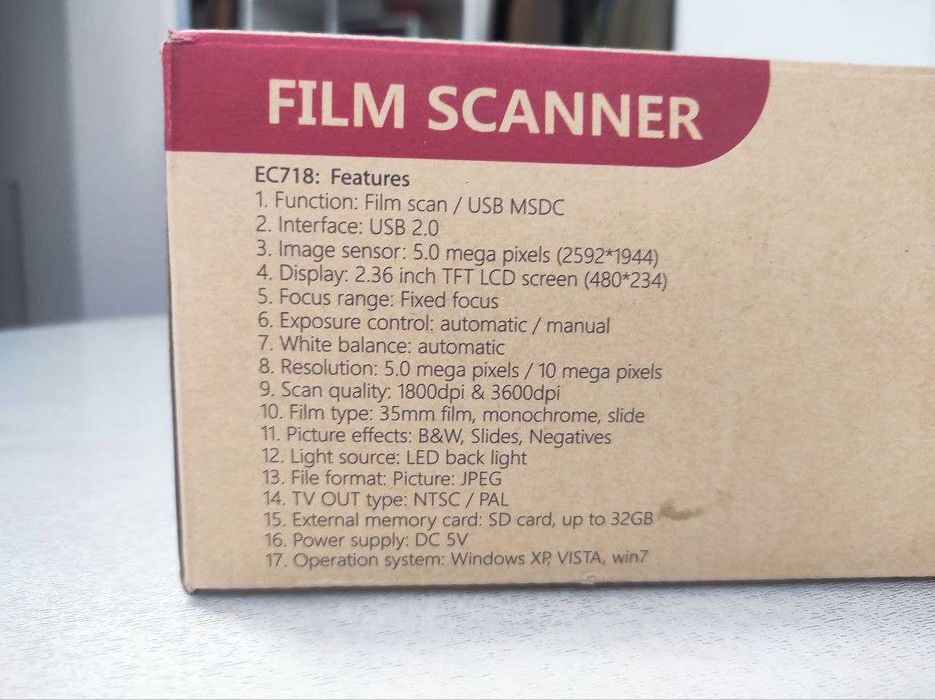 FILM SCANNER
EC718: Features
1. Function: Film scan / USB MSDC
2. Interface: USB 2.0
3. Image sensor: 5.0 mega pixels (2592*1944)
4. Display: 2.36 inch TFT LCD screen (480*234)
5. Focus range: Fixed focus
6. Exposure control: automatic / manual
7. White balance: automatic
8. Resolution: 5.0 mega pixels / 10 mega pixels
9. Scan quality: 1800dpi & 3600dpi
10. Film type: 35mm film, monochrome, slide
11. Picture effects: B&W, Slides, Negatives
12. Light source: LED back light
13. File format: Picture: JPEG
14. TV OUT type: NTSC / PAL
15. External memory card: SD card, up to 32GB
16. Power supply: DC 5V
17. Operation system: Windows XP, VISTA, win7